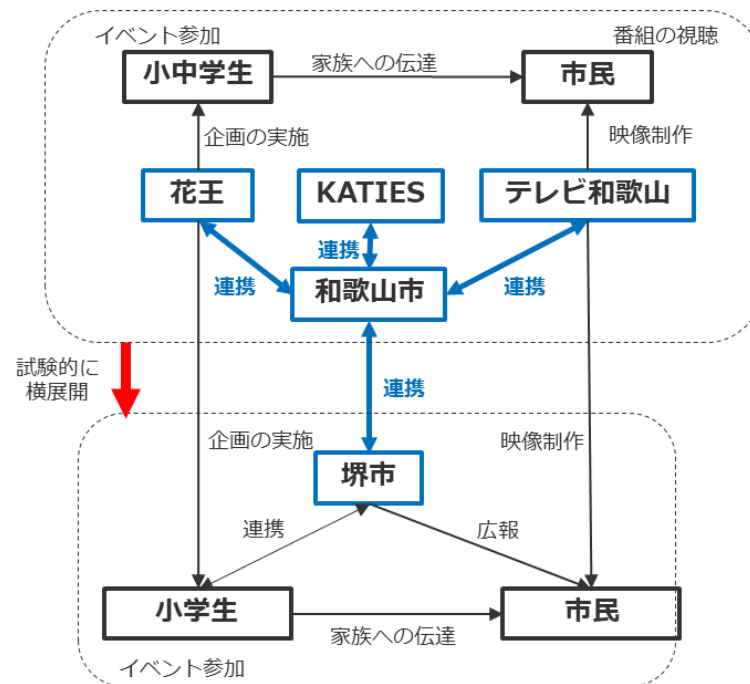 イベント参加
番組の視聴
小中学生
家族への伝達
市民
企画の実施
映像制作
花王
KATIES
テレビ和歌山
連携
連携
連携
和歌山市
試験的に
横展開
連携
企画の実施
映像制作
堺市
連携
広報
小学生
市民
家族への伝達
イベント参加